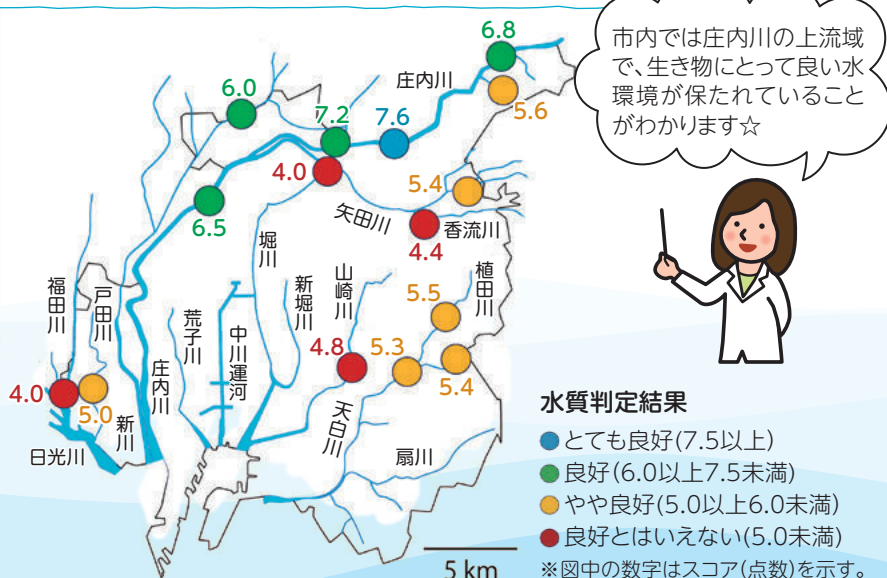 市内では庄内川の上流域
で、生き物にとって良い水
環境が保たれていること
がわかります☆
6.8
庄内川
5.6
6.0
7.2
7.6
4.0
5.4
矢田川
香流川
4.4
6.5
堀川
新堀川
山崎川
植田川
5.5
福田川
戸田川
荒子川
中川運河
4.8
5.3
5.4
4.0
5.0
新川
庄内川
日光川
天白川
扇川
5 km
水質判定結果
とても良好(7.5以上)
良好(6.0以上7.5未満)
やや良好(5.0以上6.0未満)
良好とはいえない(5.0未満)
※図中の数字はスコア(点数)を示す。